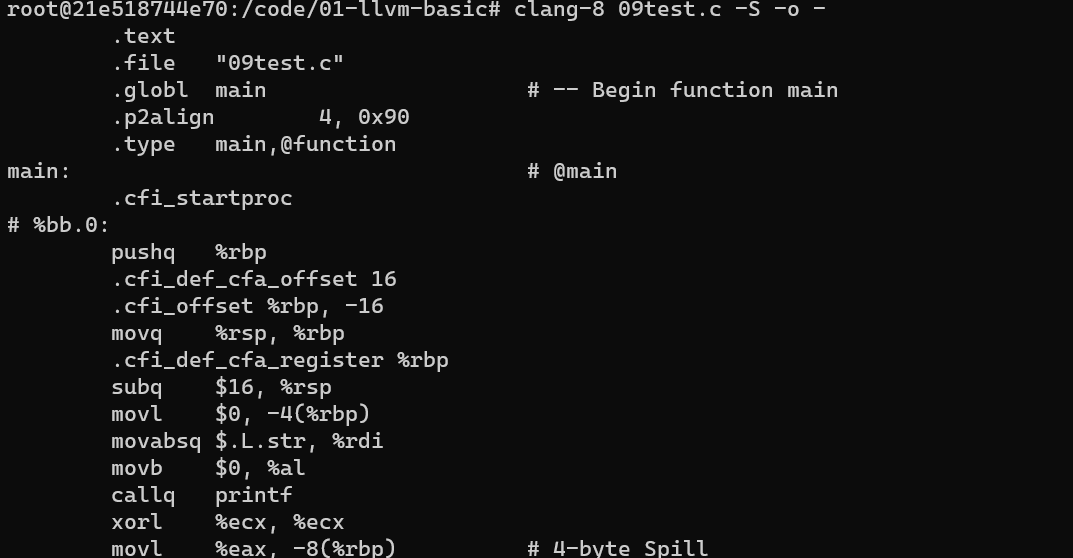 root@21e518744e70:/code/01-llvm-basic# clang-8 09test.c -S -o -
        .text
        .file   "09test.c"
        .globl  main                    # -- Begin function main
        .p2align        4, 0x90
        .type   main,@function
main:                                   # @main
        .cfi_startproc
# %bb.0:
        pushq   %rbp
        .cfi_def_cfa_offset 16
        .cfi_offset %rbp, -16
        movq    %rsp, %rbp
        .cfi_def_cfa_register %rbp
        subq    $16, %rsp
        movl    $0, -4(%rbp)
        movabsq $.L.str, %rdi
        movb    $0, %al
        callq   printf
        xorl    %ecx, %ecx
        movl    %eax, -8(%rbp)          # 4-byte Spill